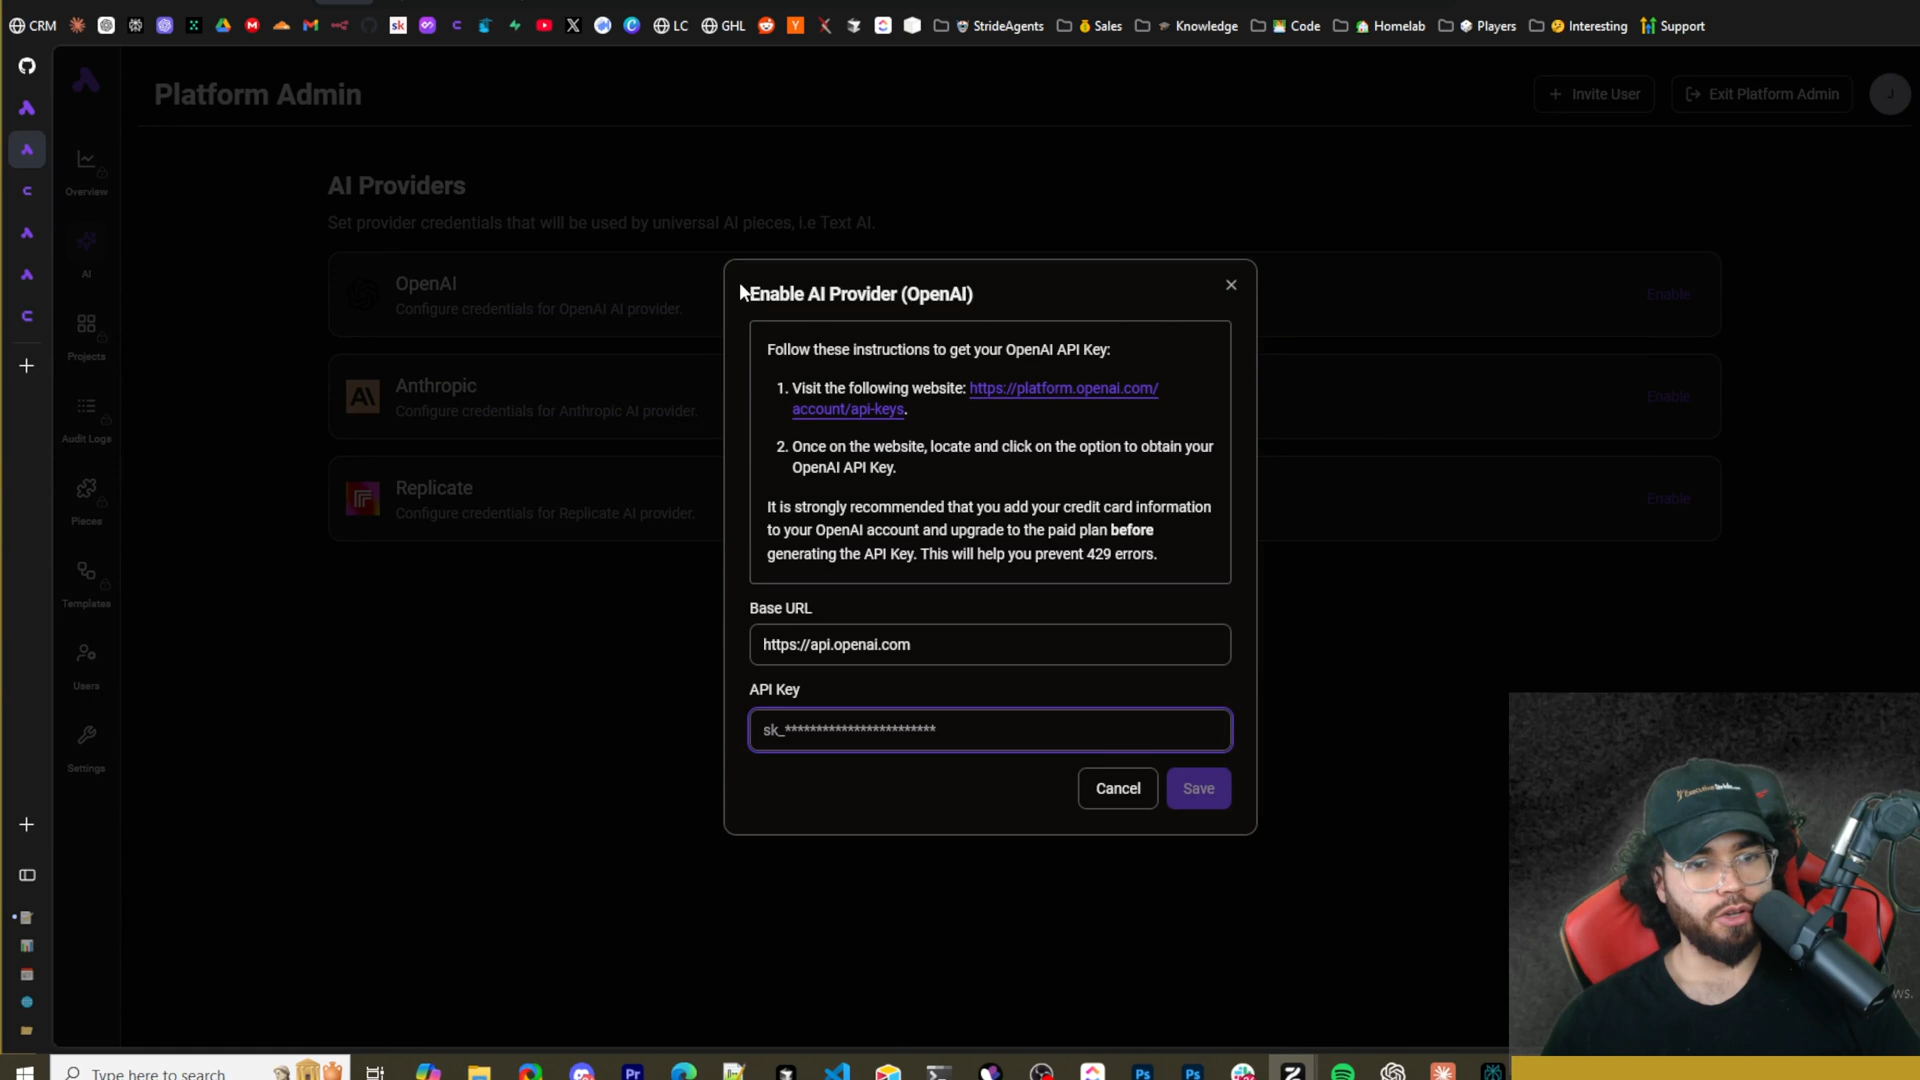 CRM
sk
LC
GHL
StrideAgents
Sales
Knowledge
Code
Homelab
Players
Interesting
Support
Platform Admin
Invite User
Exit Platform Admin
J
Overview
AI
Projects
Audit Logs
Pieces
Templates
Users
Settings
AI Providers
Set provider credentials that will be used by universal AI pieces, i.e Text AI.
OpenAI
Configure credentials for OpenAI AI provider.
Enable
Anthropic
Configure credentials for Anthropic AI provider.
Enable
Replicate
Configure credentials for Replicate AI provider.
Enable
Enable AI Provider (OpenAI)
Follow these instructions to get your OpenAI API Key:
1. Visit the following website: https://platform.openai.com/
account/api-keys.
2. Once on the website, locate and click on the option to obtain your
OpenAI API Key.
It is strongly recommended that you add your credit card information
to your OpenAI account and upgrade to the paid plan before
generating the API Key. This will help you prevent 429 errors.
Base URL
https://api.openai.com
API Key
sk_************************
Cancel
Save
ws.
Type here to search
Pr
Ps
Ps